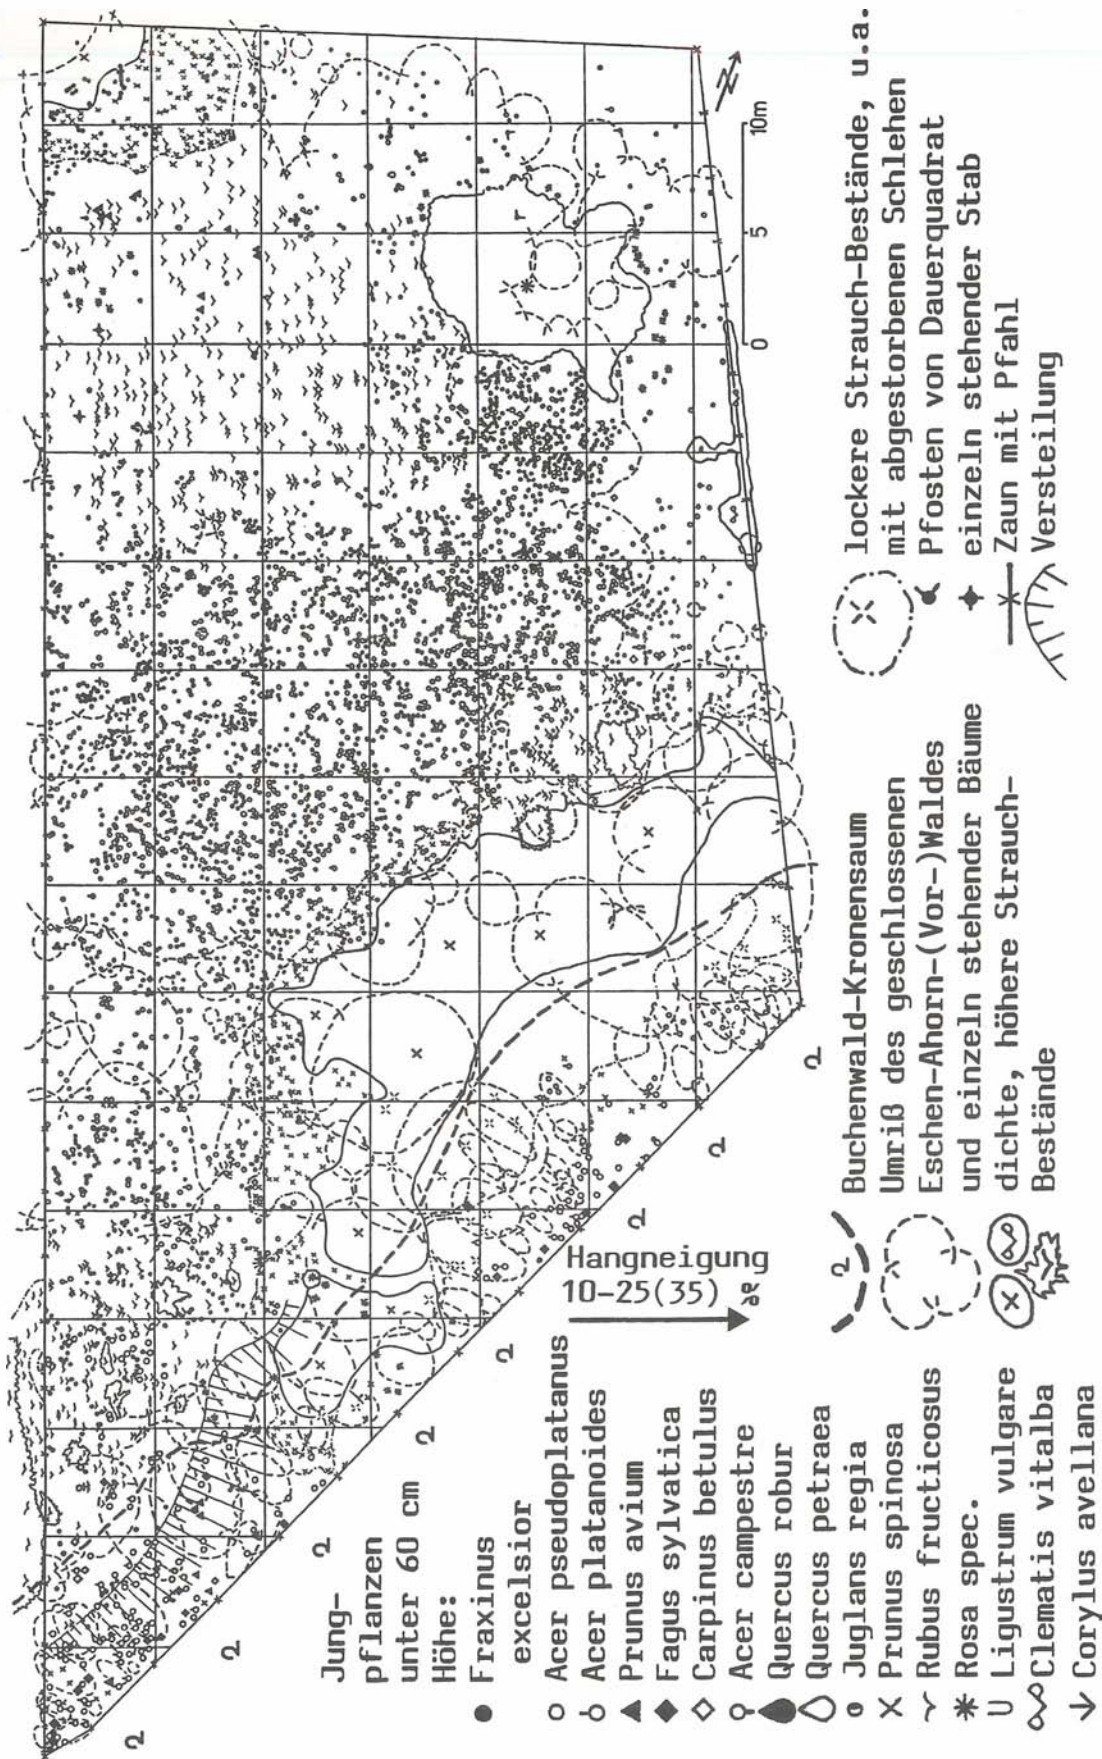 N
0 5 10m
Hangneigung
10-25(35) %
Jung-
pflanzen
unter 60 cm
Höhe:
Fraxinus
excelsior
Acer pseudoplatanus
Acer platanoides
Prunus avium
Fagus sylvatica
Carpinus betulus
Acer campestre
Quercus robur
Quercus petraea
Juglans regia
Prunus spinosa
Rubus fructicosus
Rosa spec.
Ligustrum vulgare
Clematis vitalba
Corylus avellana
Buchenwald-Kronensaum
Umriß des geschlossenen
Eschen-Ahorn-(Vor-)Waldes
und einzeln stehender Bäume
dichte, höhere Strauch-
Bestände
lockere Strauch-Bestände, u.a.
mit abgestorbenen Schlehen
Pfosten von Dauerquadrat
einzeln stehender Stab
Zaun mit Pfahl
Versteilung